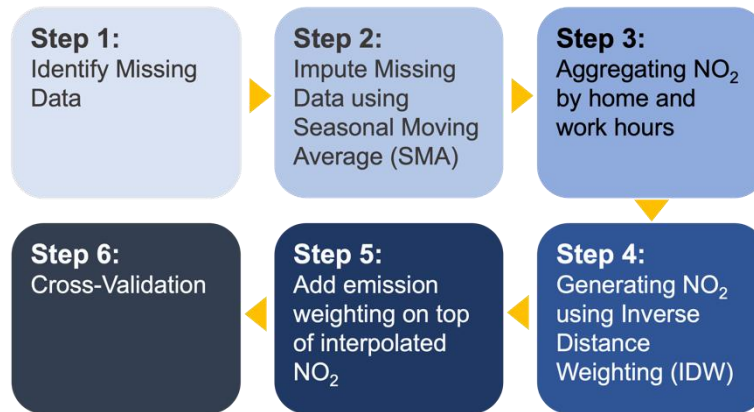 Step 1:
Identify Missing
Data
Step 2:
Impute Missing
Data using
Seasonal Moving
Average (SMA)
Step 3:
Aggregating NO₂
by home and
work hours
Step 4:
Generating NO₂
using Inverse
Distance
Weighting (IDW)
Step 5:
Add emission
weighting on top
of interpolated
NO₂
Step 6:
Cross-Validation